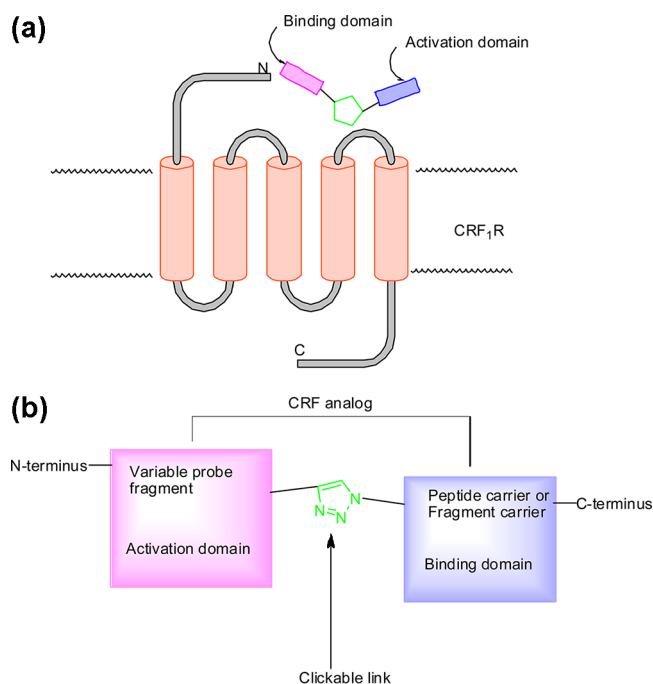 (a)
Binding domain
Activation domain
N
CRF₁R
C
(b)
CRF analog
N-terminus
Variable probe
fragment
Activation domain
N
N
N
Peptide carrier or
Fragment carrier
C-terminus
Binding domain
Clickable link